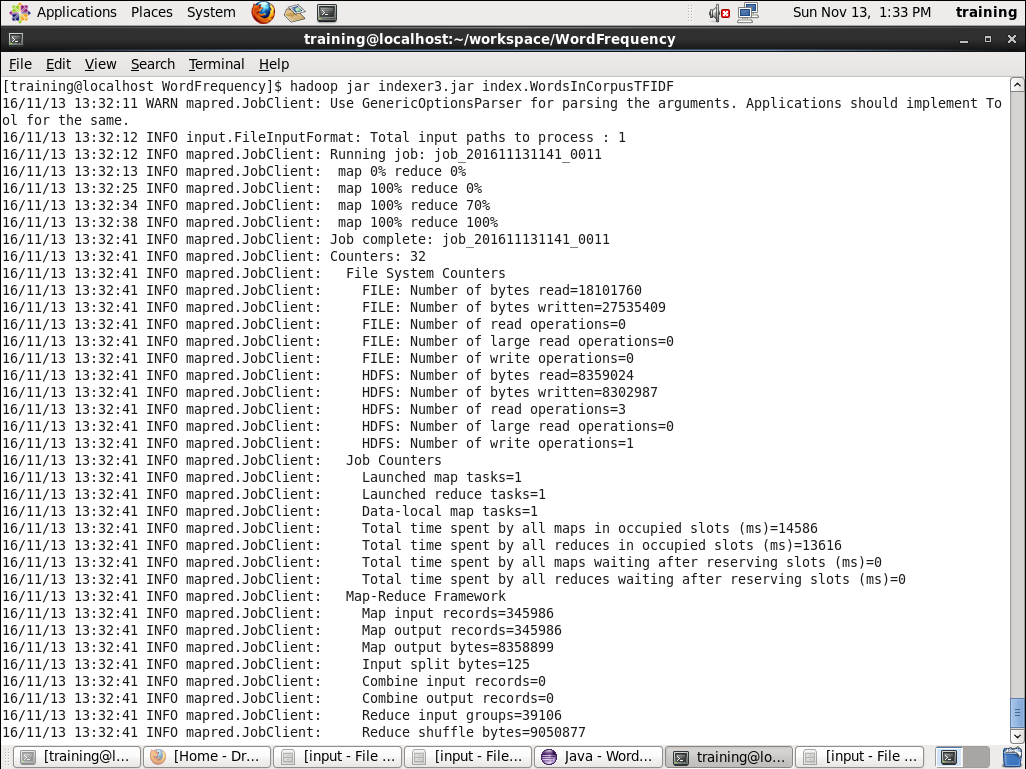 Applications Places System Sun Nov 13, 1:33 PM training
training@localhost:~/workspace/WordFrequency
File Edit View Search Terminal Help
[training@localhost WordFrequency]$ hadoop jar indexer3.jar index.WordsInCorpusTFIDF
16/11/13 13:32:11 WARN mapred.JobClient: Use GenericOptionsParser for parsing the arguments. Applications should implement To
ol for the same.
16/11/13 13:32:12 INFO input.FileInputFormat: Total input paths to process : 1
16/11/13 13:32:12 INFO mapred.JobClient: Running job: job_201611131141_0011
16/11/13 13:32:13 INFO mapred.JobClient:  map 0% reduce 0%
16/11/13 13:32:25 INFO mapred.JobClient:  map 100% reduce 0%
16/11/13 13:32:34 INFO mapred.JobClient:  map 100% reduce 70%
16/11/13 13:32:38 INFO mapred.JobClient:  map 100% reduce 100%
16/11/13 13:32:41 INFO mapred.JobClient: Job complete: job_201611131141_0011
16/11/13 13:32:41 INFO mapred.JobClient: Counters: 32
16/11/13 13:32:41 INFO mapred.JobClient:   File System Counters
16/11/13 13:32:41 INFO mapred.JobClient:     FILE: Number of bytes read=18101760
16/11/13 13:32:41 INFO mapred.JobClient:     FILE: Number of bytes written=27535409
16/11/13 13:32:41 INFO mapred.JobClient:     FILE: Number of read operations=0
16/11/13 13:32:41 INFO mapred.JobClient:     FILE: Number of large read operations=0
16/11/13 13:32:41 INFO mapred.JobClient:     FILE: Number of write operations=0
16/11/13 13:32:41 INFO mapred.JobClient:     HDFS: Number of bytes read=8359024
16/11/13 13:32:41 INFO mapred.JobClient:     HDFS: Number of bytes written=8302987
16/11/13 13:32:41 INFO mapred.JobClient:     HDFS: Number of read operations=3
16/11/13 13:32:41 INFO mapred.JobClient:     HDFS: Number of large read operations=0
16/11/13 13:32:41 INFO mapred.JobClient:     HDFS: Number of write operations=1
16/11/13 13:32:41 INFO mapred.JobClient:   Job Counters
16/11/13 13:32:41 INFO mapred.JobClient:     Launched map tasks=1
16/11/13 13:32:41 INFO mapred.JobClient:     Launched reduce tasks=1
16/11/13 13:32:41 INFO mapred.JobClient:     Data-local map tasks=1
16/11/13 13:32:41 INFO mapred.JobClient:     Total time spent by all maps in occupied slots (ms)=14586
16/11/13 13:32:41 INFO mapred.JobClient:     Total time spent by all reduces in occupied slots (ms)=13616
16/11/13 13:32:41 INFO mapred.JobClient:     Total time spent by all maps waiting after reserving slots (ms)=0
16/11/13 13:32:41 INFO mapred.JobClient:     Total time spent by all reduces waiting after reserving slots (ms)=0
16/11/13 13:32:41 INFO mapred.JobClient:   Map-Reduce Framework
16/11/13 13:32:41 INFO mapred.JobClient:     Map input records=345986
16/11/13 13:32:41 INFO mapred.JobClient:     Map output records=345986
16/11/13 13:32:41 INFO mapred.JobClient:     Map output bytes=8358899
16/11/13 13:32:41 INFO mapred.JobClient:     Input split bytes=125
16/11/13 13:32:41 INFO mapred.JobClient:     Combine input records=0
16/11/13 13:32:41 INFO mapred.JobClient:     Combine output records=0
16/11/13 13:32:41 INFO mapred.JobClient:     Reduce input groups=39106
16/11/13 13:32:41 INFO mapred.JobClient:     Reduce shuffle bytes=9050877
[training@l... [Home - Dr... [input - File ... [input - File... Java - Word... training@lo... [input - File ...